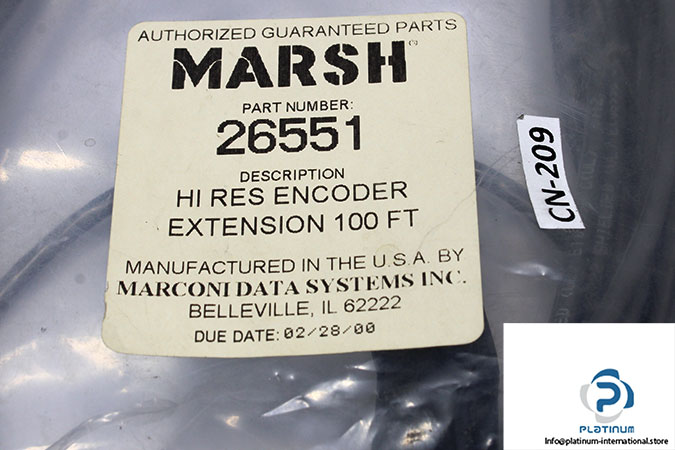 AUTHORIZED GUARANTEED PARTS
MARSH
PART NUMBER:
26551
DESCRIPTION
HI RES ENCODER
EXTENSION 100 FT
MANUFACTURED IN THE U.S.A. BY
MARCONI DATA SYSTEMS INC.
BELLEVILLE, IL 62222
DUE DATE: 02/28/00
CN-209
PLATINUM
Info@platinum-international.store